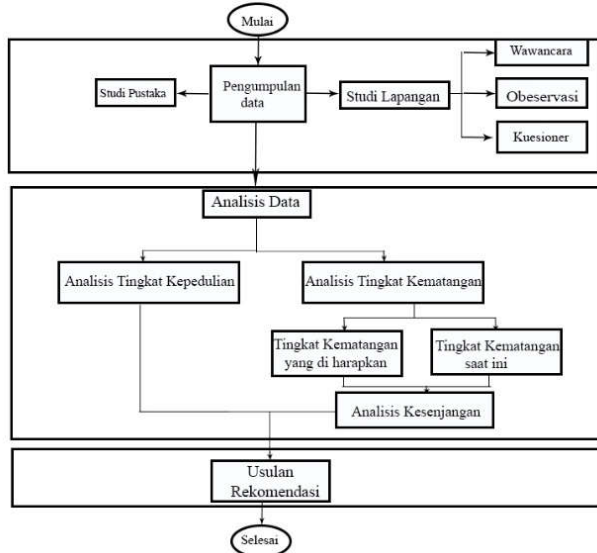 Mulai
Wawancara
Studi Pustaka
Pengumpulan
data
Studi Lapangan
Obeservasi
Kuesioner
Analisis Data
Analisis Tingkat Kepedulian
Analisis Tingkat Kematangan
Tingkat Kematangan
yang di harapkan
Tingkat Kematangan
saat ini
Analisis Kesenjangan
Usulan
Rekomendasi
Selesai